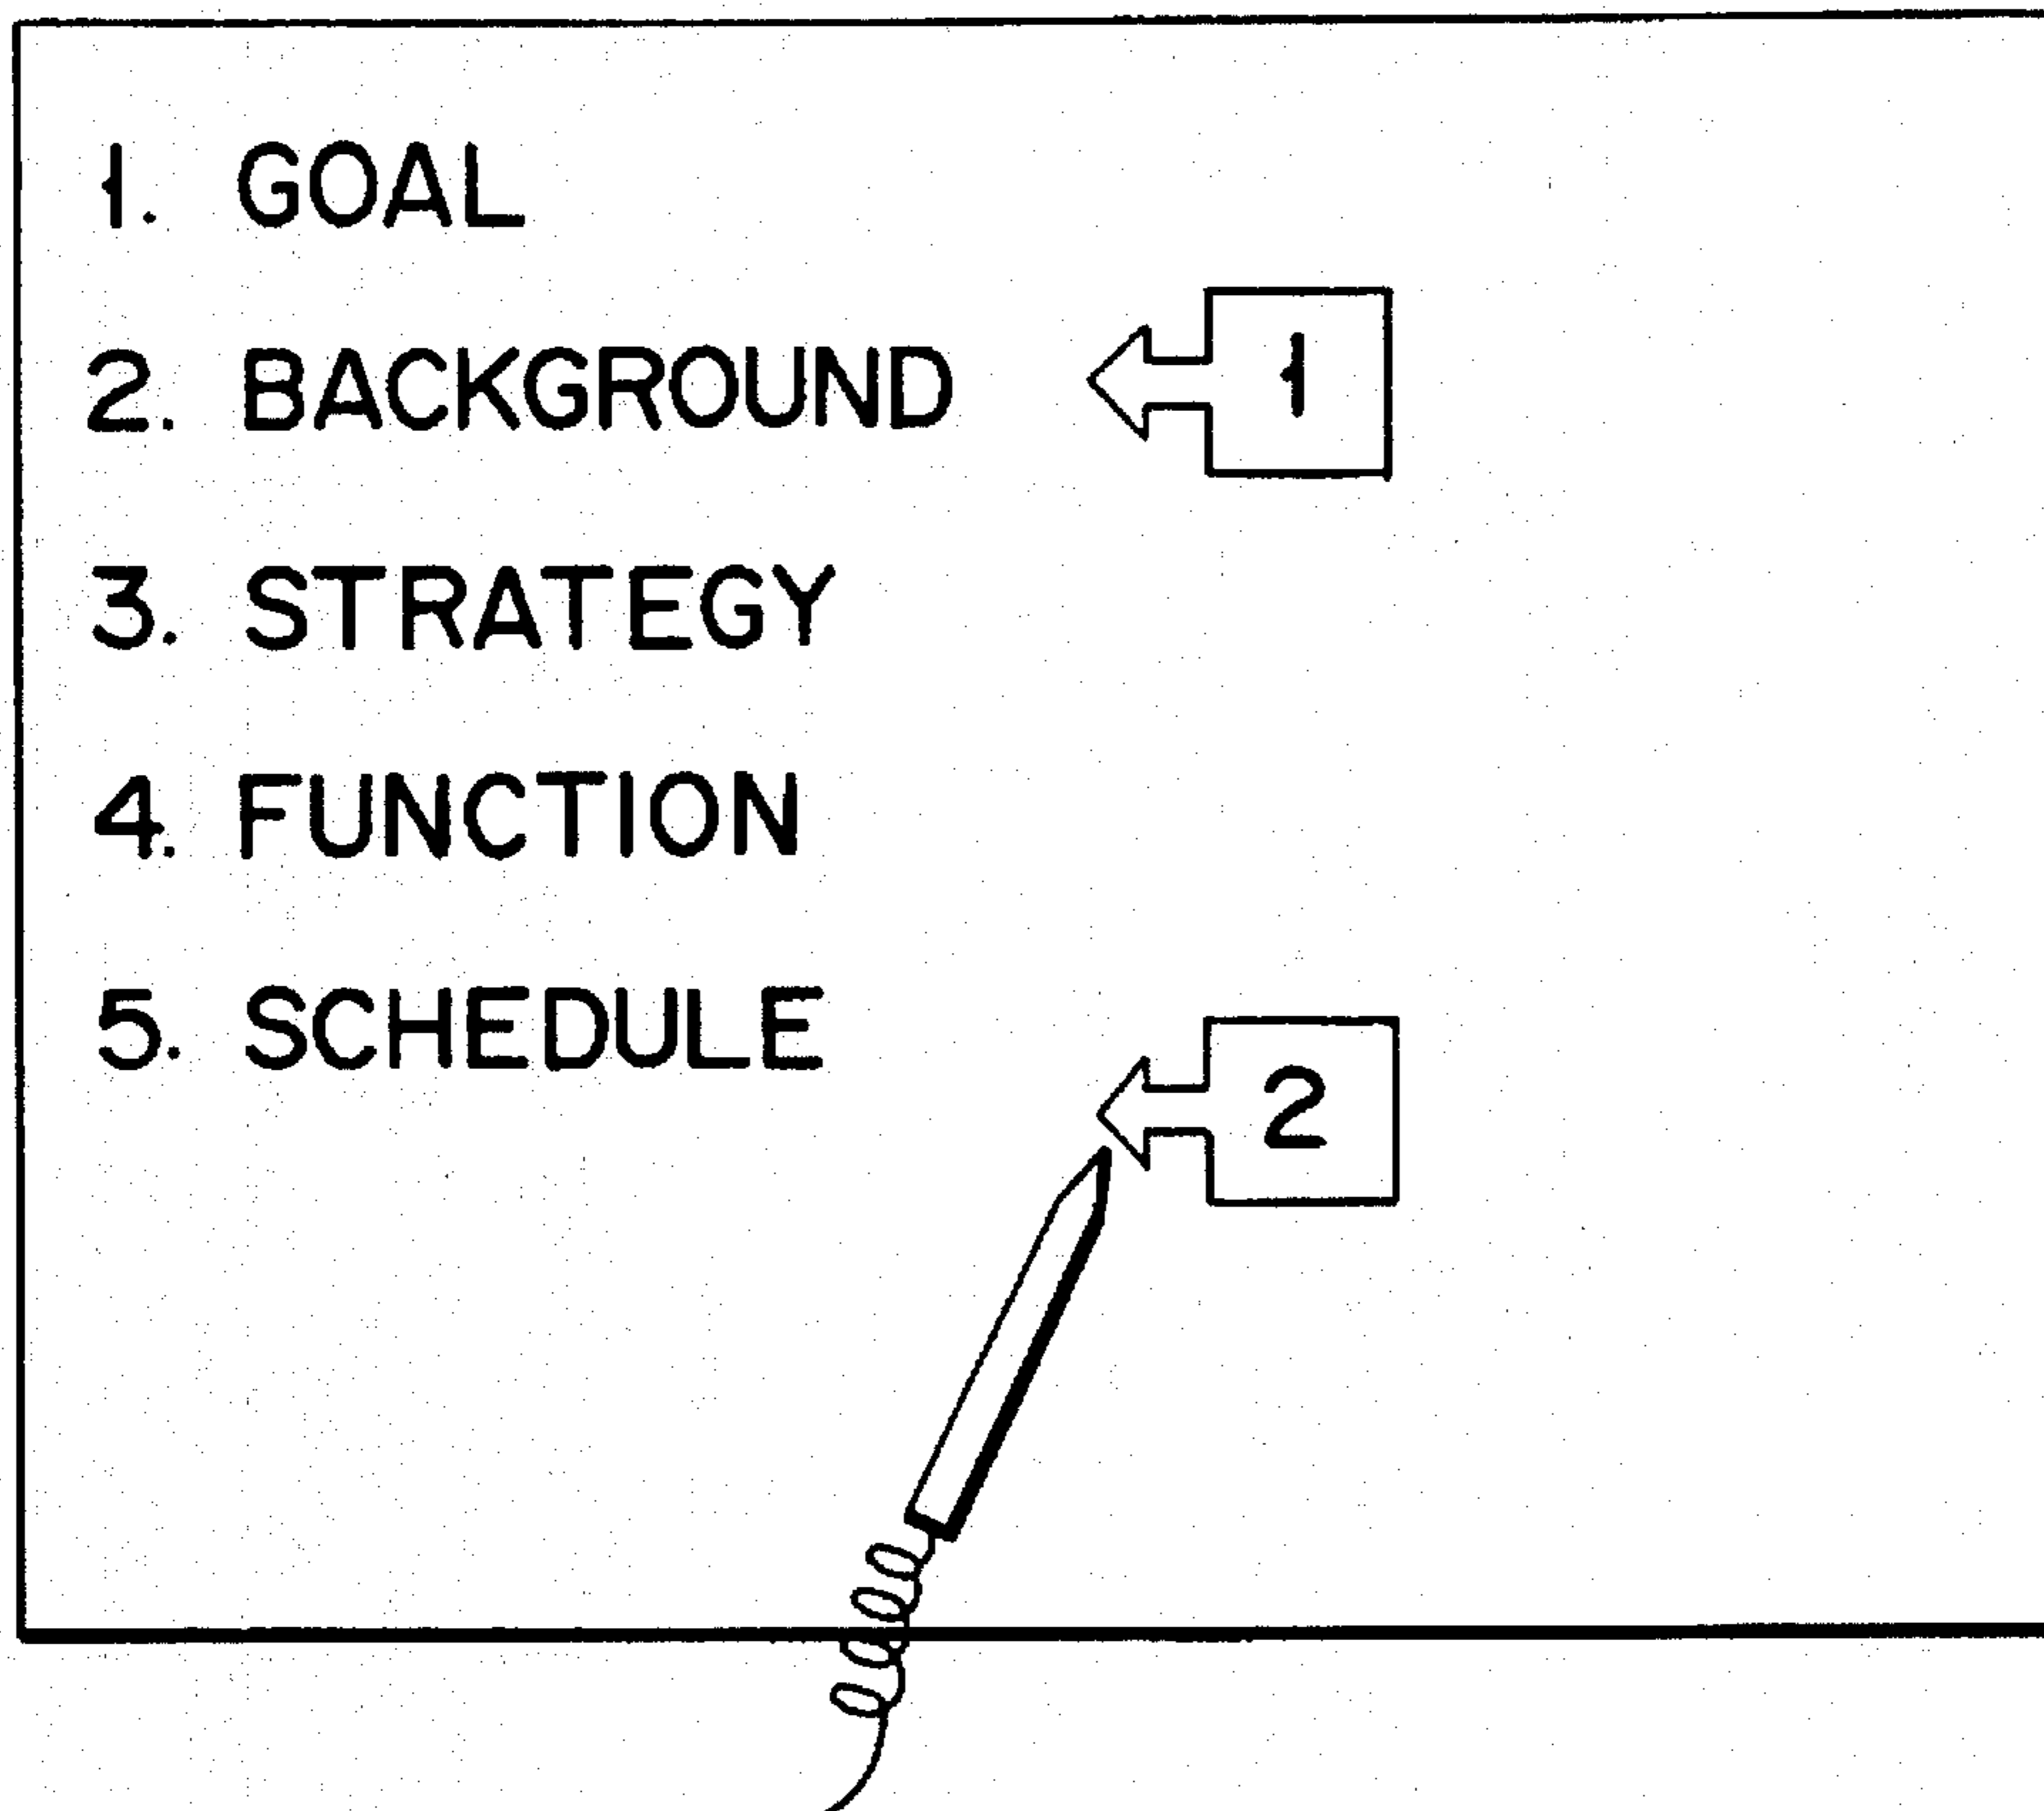 1. GOAL
2. BACKGROUND
1
3. STRATEGY
4. FUNCTION
5. SCHEDULE
2